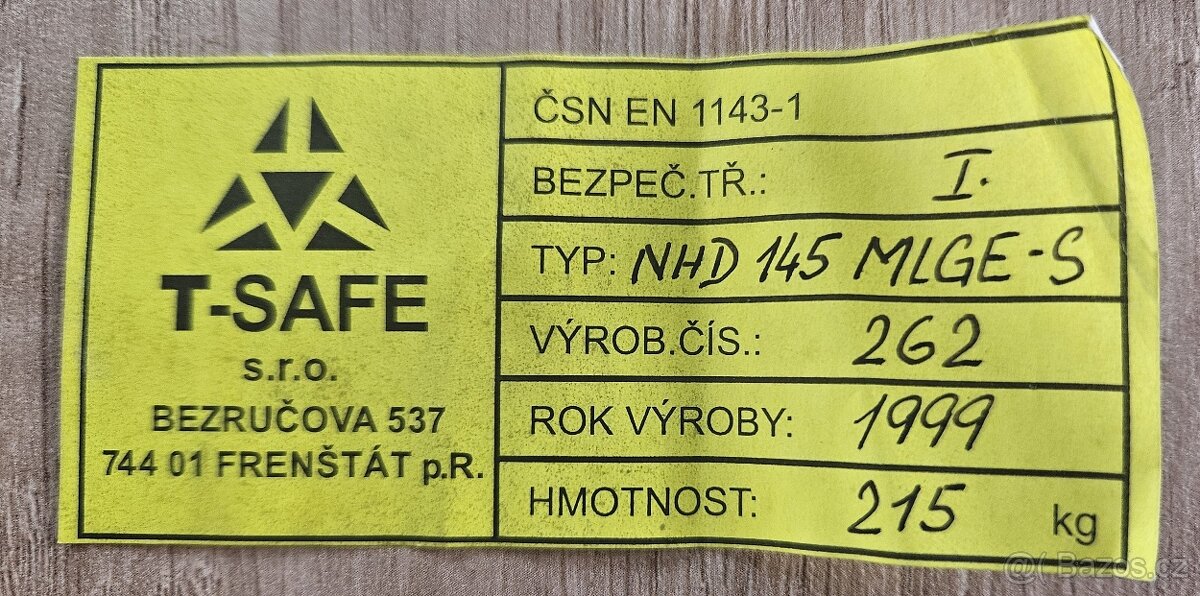 T-SAFE
s.r.o.
BEZRUČOVA 537
744 01 FRENŠTÁT p.R.
ČSN EN 1143-1
BEZPEČ.TŘ.: I.
TYP: NHD 145 MLGE-S
VÝROB.ČÍS.: 262
ROK VÝROBY: 1999
HMOTNOST: 215 kg
@( Bazos.cz